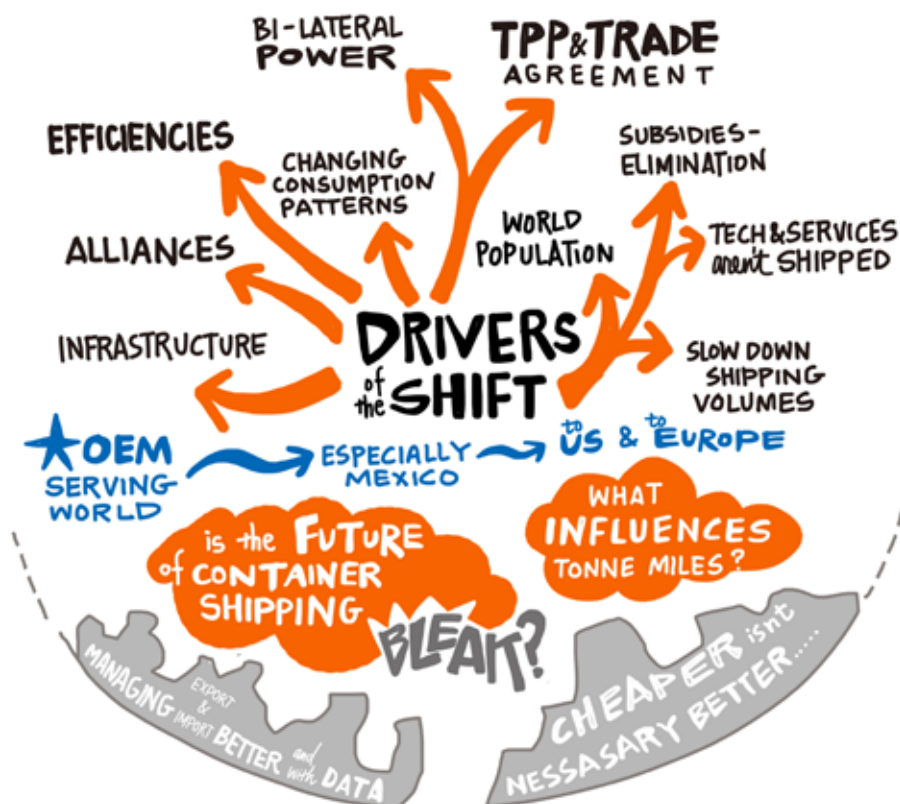 BI-LATERAL
POWER
TPP & TRADE
AGREEMENT
EFFICIENCIES
CHANGING
CONSUMPTION
PATTERNS
SUBSIDIES-
ELIMINATION
ALLIANCES
WORLD
POPULATION
TECH & SERVICES
aren't SHIPPED
INFRASTRUCTURE
DRIVERS
of the SHIFT
SLOW DOWN
SHIPPING
VOLUMES
OEM
SERVING
WORLD
ESPECIALLY
MEXICO
to US & to EUROPE
is the FUTURE
of CONTAINER
SHIPPING
BLEAK?
WHAT
INFLUENCES
TONNE MILES?
MANAGING EXPORT & IMPORT BETTER and with DATA
CHEAPER isnt
NESSASARY BETTER.....